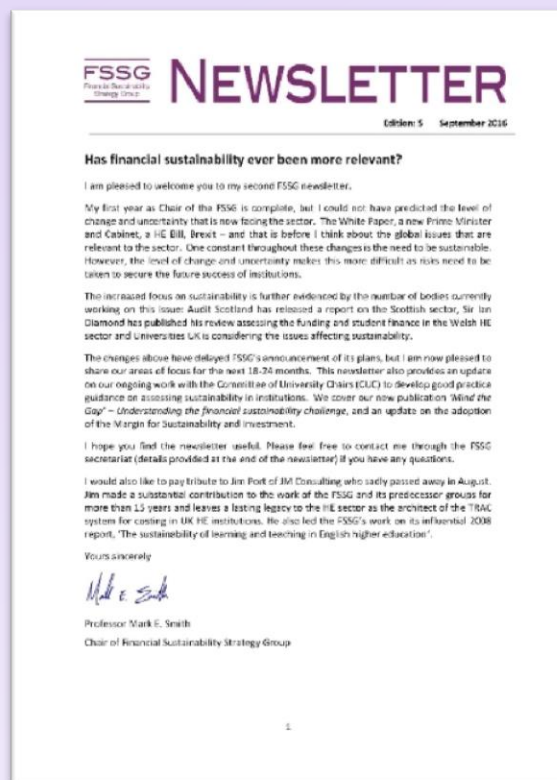 FSSG
Financial Sustainability
Strategy Group
NEWSLETTER
Edition: 5 September 2016
Has financial sustainability ever been more relevant?
I am pleased to welcome you to my second FSSG newsletter.
My first year as Chair of the FSSG is complete, but I could not have predicted the level of
change and uncertainty that is now facing the sector. The White Paper, a new Prime Minister
and Cabinet, a HE Bill, Brexit – and that is before I think about the global issues that are
relevant to the sector. One constant throughout these changes is the need to be sustainable.
However, the level of change and uncertainty makes this more difficult as risks need to be
taken to secure the future success of institutions.
The increased focus on sustainability is further evidenced by the number of bodies currently
working on this issue: Audit Scotland has released a report on the Scottish sector, Sir Ian
Diamond has published his review assessing the funding and student finance in the Welsh HE
sector and Universities UK is considering the issues affecting sustainability.
The changes above have delayed FSSG's announcement of its plans, but I am now pleased to
share our areas of focus for the next 18-24 months. This newsletter also provides an update
on our ongoing work with the Committee of University Chairs (CUC) to develop good practice
guidance on assessing sustainability in institutions. We cover our new publication 'Mind the
Gap' – Understanding the financial sustainability challenge, and an update on the adoption
of the Margin for Sustainability and Investment.
I hope you find the newsletter useful. Please feel free to contact me through the FSSG
secretariat (details provided at the end of the newsletter) if you have any questions.
I would also like to pay tribute to Jim Port of JM Consulting who sadly passed away in August.
Jim made a substantial contribution to the work of the FSSG and its predecessor groups for
more than 15 years and leaves a lasting legacy to the HE sector as the architect of the TRAC
system for costing in UK HE institutions. He also led the FSSG's work on its influential 2008
report, 'The sustainability of learning and teaching in English higher education'.
Yours sincerely
Mark E. Smith
Professor Mark E. Smith
Chair of Financial Sustainability Strategy Group
1